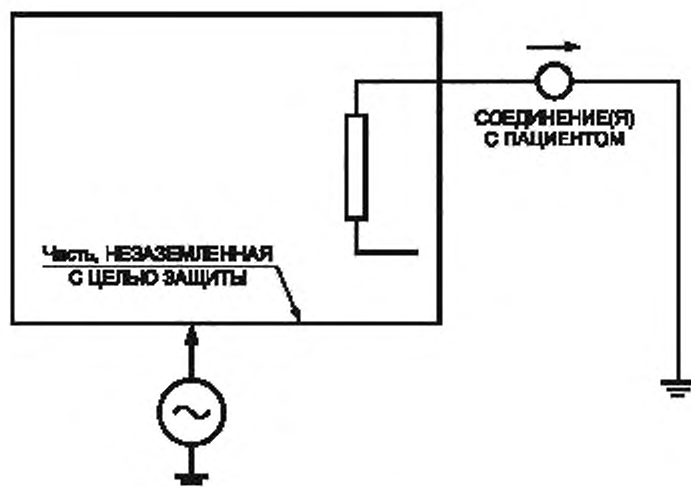 СОЕДИНЕНИЕ(Я)
С ПАЦИЕНТОМ
Часть, НЕЗАЗЕМЛЕННАЯ
С ЦЕЛЬЮ ЗАЩИТЫ